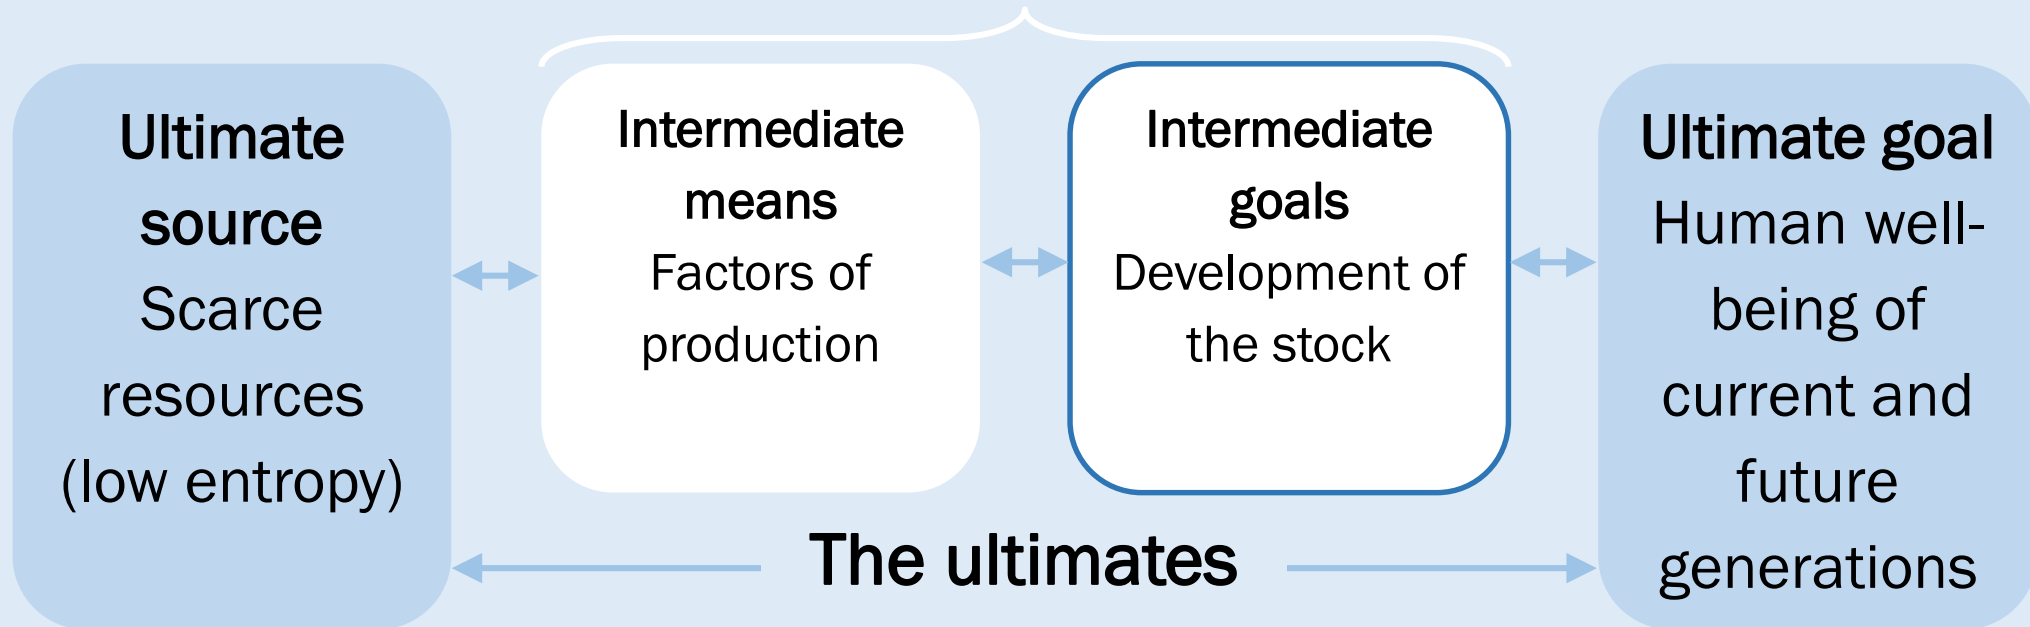 Ultimate
source
Scarce
resources
(low entropy)
Intermediate
means
Factors of
production
Intermediate
goals
Development of
the stock
Ultimate goal
Human well-
being of
current and
future
generations
The ultimates